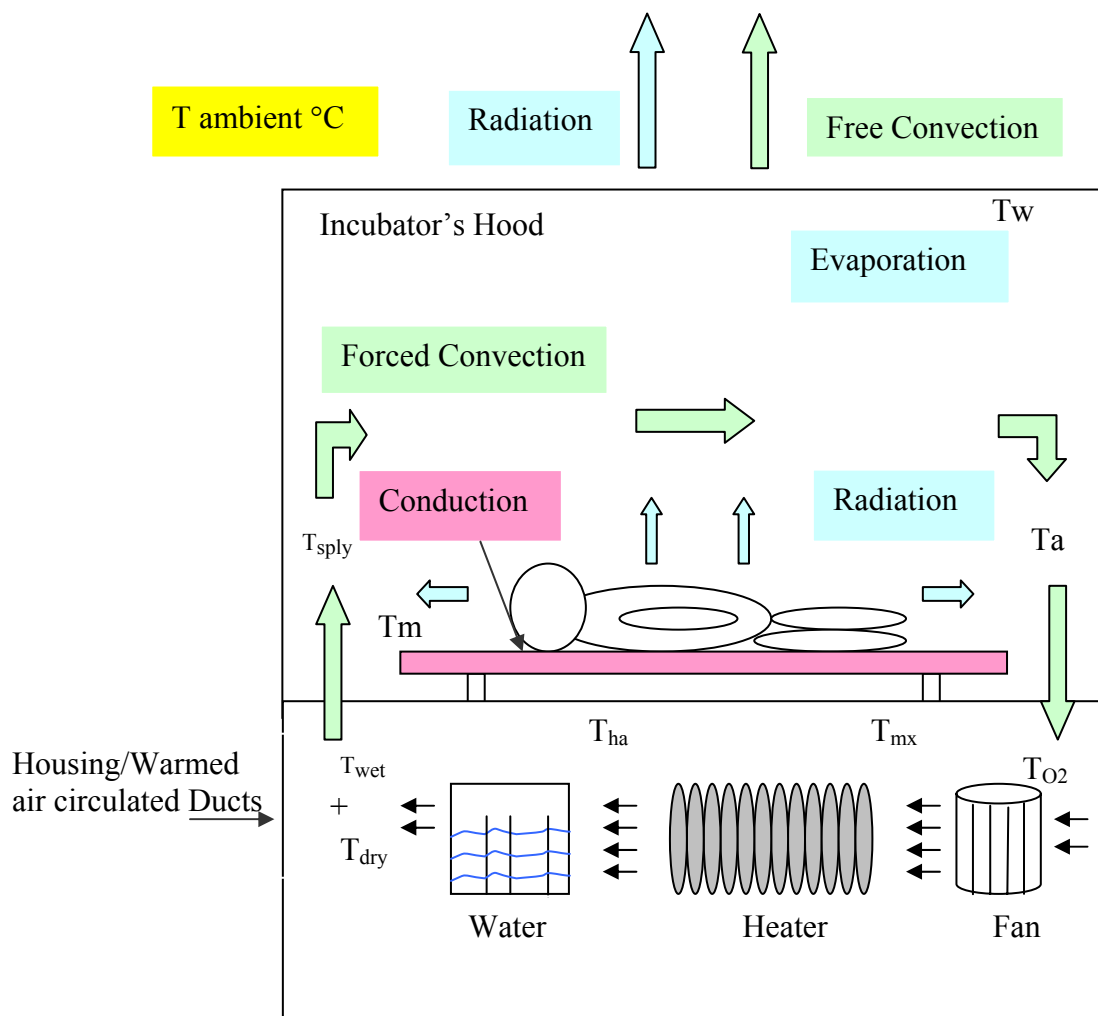 T ambient °C
Radiation
Free Convection
Incubator’s Hood
Tw
Evaporation
Forced Convection
Conduction
Radiation
Tsply
Ta
Tm
Tha
Tmx
Housing/Warmed
air circulated Ducts
Twet
+
Tdry
TO2
Water
Heater
Fan